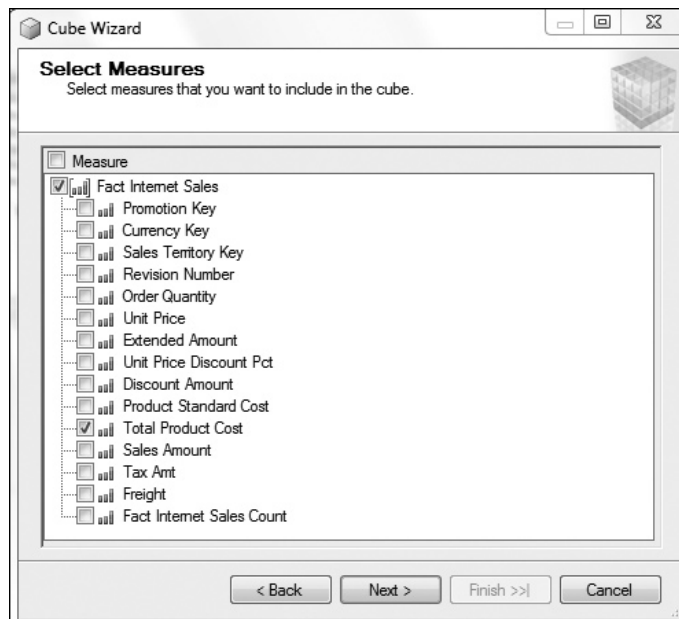 Cube Wizard
Select Measures
Select measures that you want to include in the cube.
Measure
Fact Internet Sales
Promotion Key
Currency Key
Sales Territory Key
Revision Number
Order Quantity
Unit Price
Extended Amount
Unit Price Discount Pct
Discount Amount
Product Standard Cost
Total Product Cost
Sales Amount
Tax Amt
Freight
Fact Internet Sales Count
< Back Next > Finish >>| Cancel